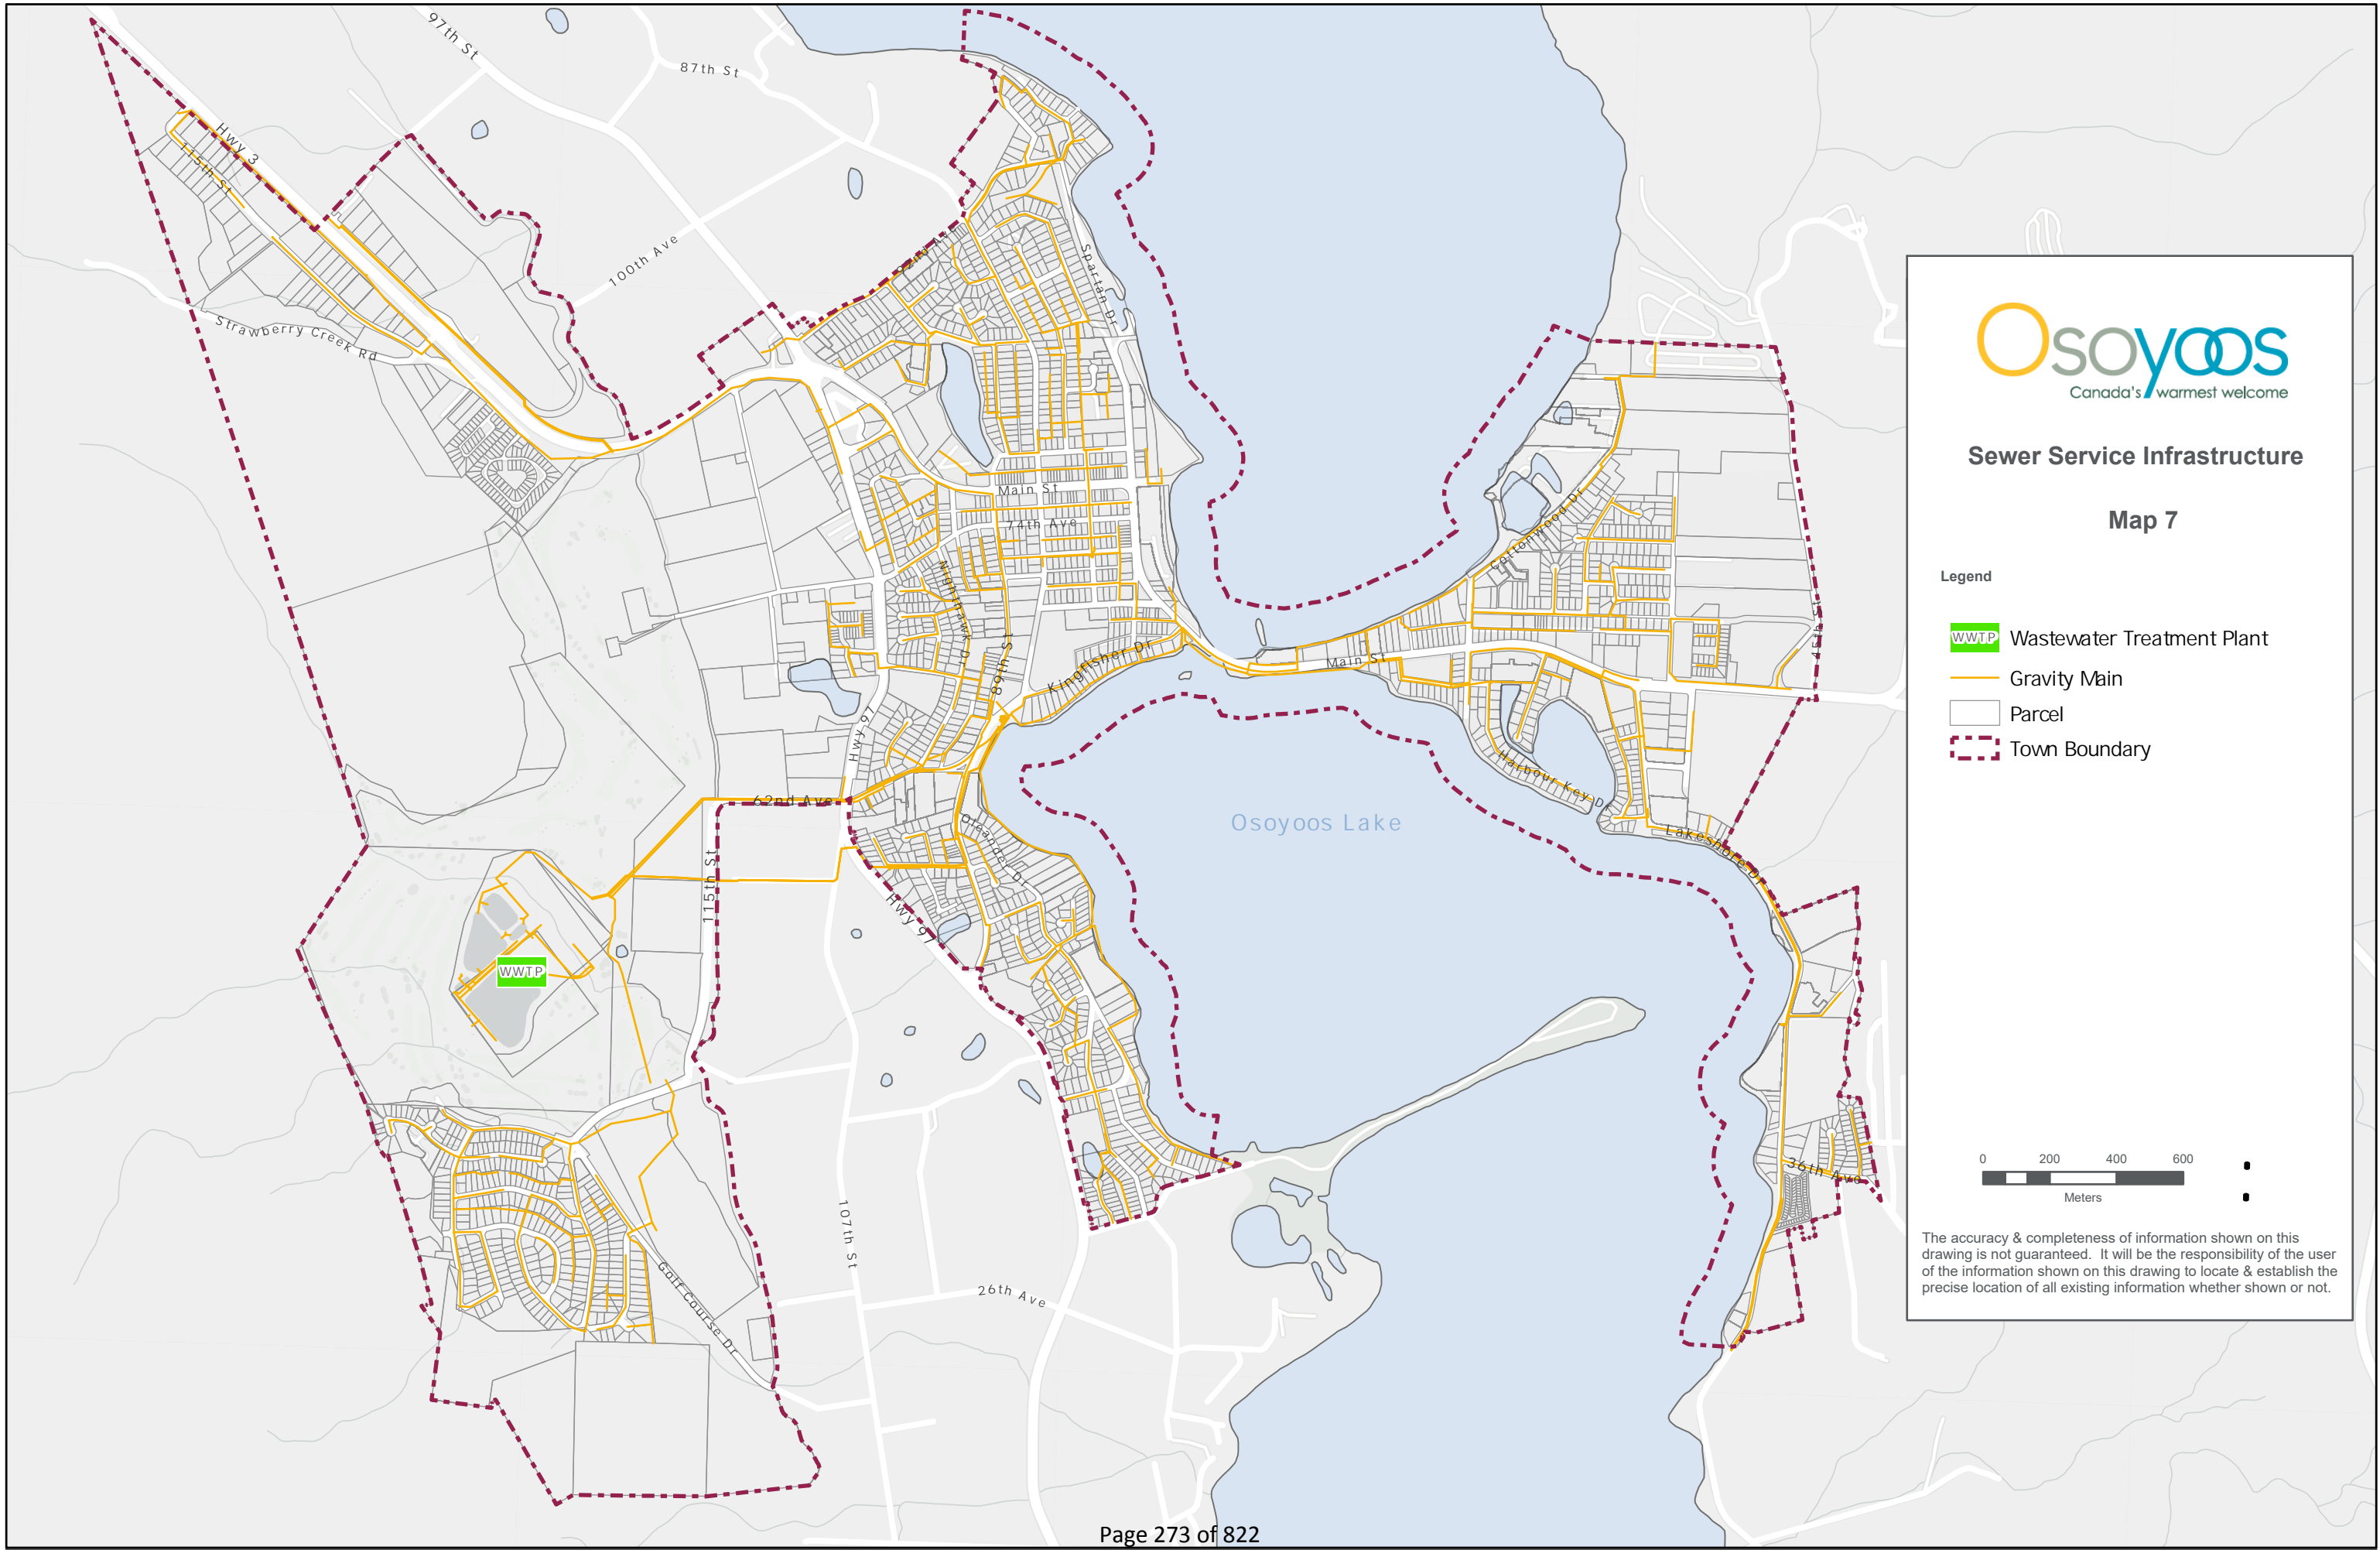 97th St
87th St
Hwy 3
115th St
100th Ave
92nd Ave
Spartan Dr
Strawberry Creek Rd
Main St
74th Ave
Cottonwood Dr
Nighthawk Dr
89th St
Kingfisher Dr
Main St
45th St
Hwy 97
62nd Ave
Harbour Key Dr
Osoyoos Lake
Oleander Dr
Lakeshore Dr
115th St
Hwy 97
WWTP
36th Ave
107th St
26th Ave
Golf Course Dr
Osoyoos
Canada's warmest welcome
Sewer Service Infrastructure
Map 7
Legend
WWTP Wastewater Treatment Plant
Gravity Main
Parcel
Town Boundary
0 200 400 600
Meters
The accuracy & completeness of information shown on this
drawing is not guaranteed. It will be the responsibility of the user
of the information shown on this drawing to locate & establish the
precise location of all existing information whether shown or not.
Page 273 of 822